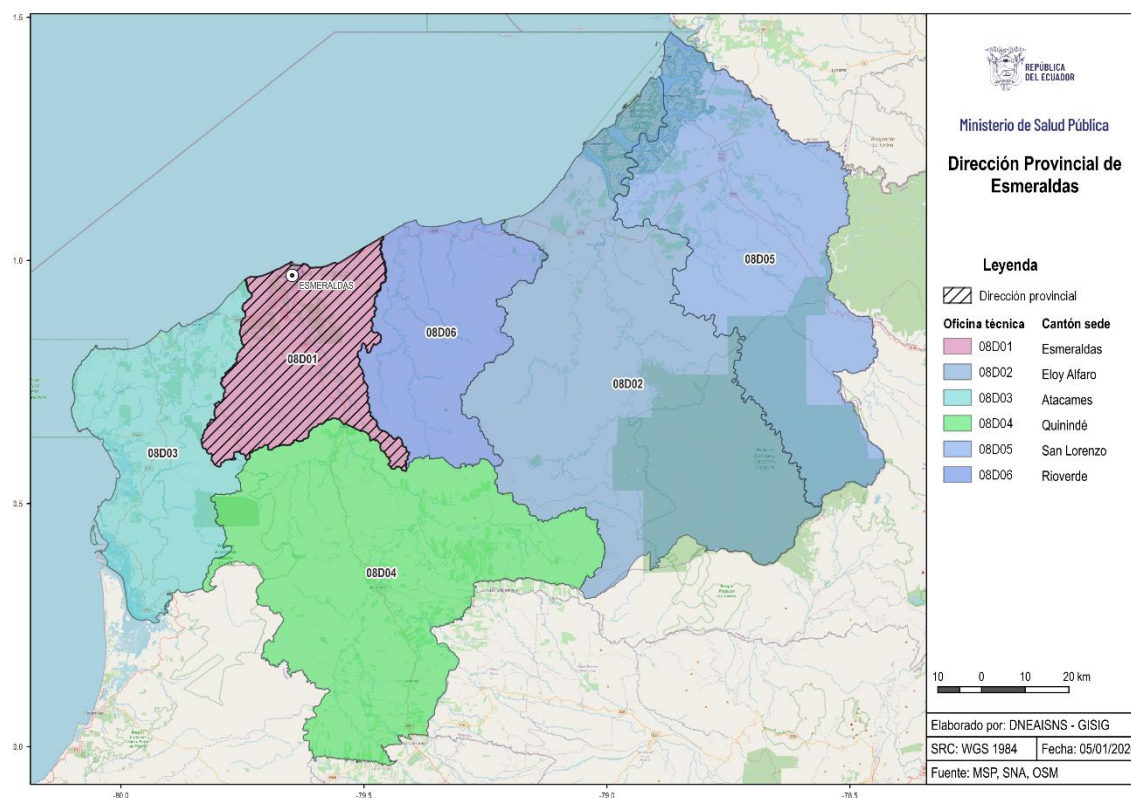 REPÚBLICA
DEL ECUADOR
Ministerio de Salud Pública
Dirección Provincial de
Esmeraldas
Leyenda
Dirección provincial
Oficina técnica Cantón sede
08D01 Esmeraldas
08D02 Eloy Alfaro
08D03 Atacames
08D04 Quinindé
08D05 San Lorenzo
08D06 Rioverde
10 0 10 20 km
Elaborado por: DNEAISNS - GISIG
SRC: WGS 1984 Fecha: 05/01/202
Fuente: MSP, SNA, OSM
1.5
1.0
0.5
0.0
-80.0
-79.5
-79.0
-78.5
ESMERALDAS
08D01
08D02
08D03
08D04
08D05
08D06